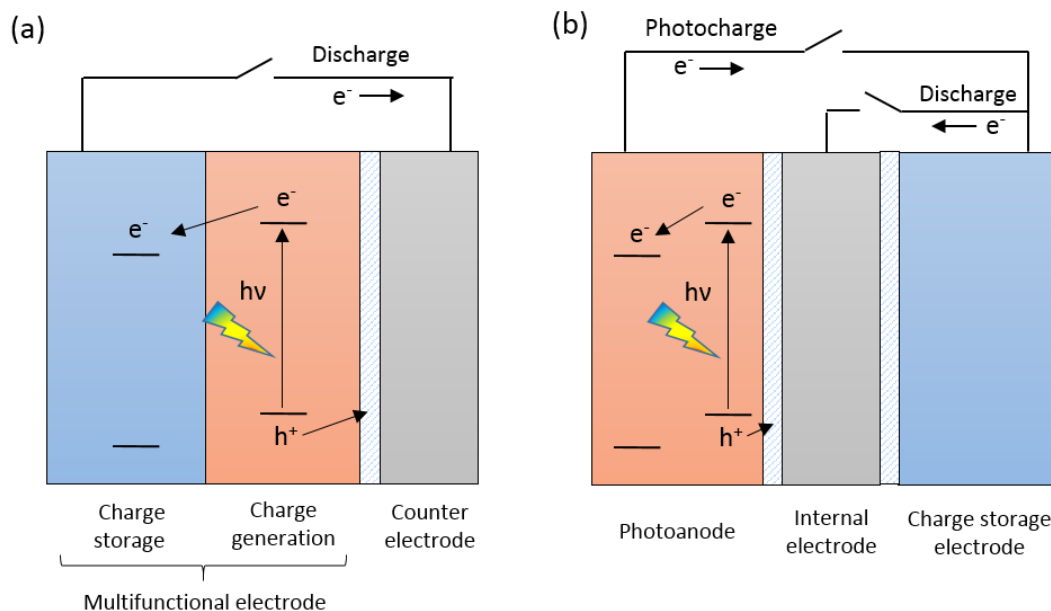 (a)
Discharge
e⁻
e⁻
e⁻
hν
h⁺
Charge
storage
Charge
generation
Counter
electrode
Multifunctional electrode
(b)
Photocharge
e⁻
Discharge
e⁻
e⁻
e⁻
hν
h⁺
Photoanode
Internal
electrode
Charge storage
electrode